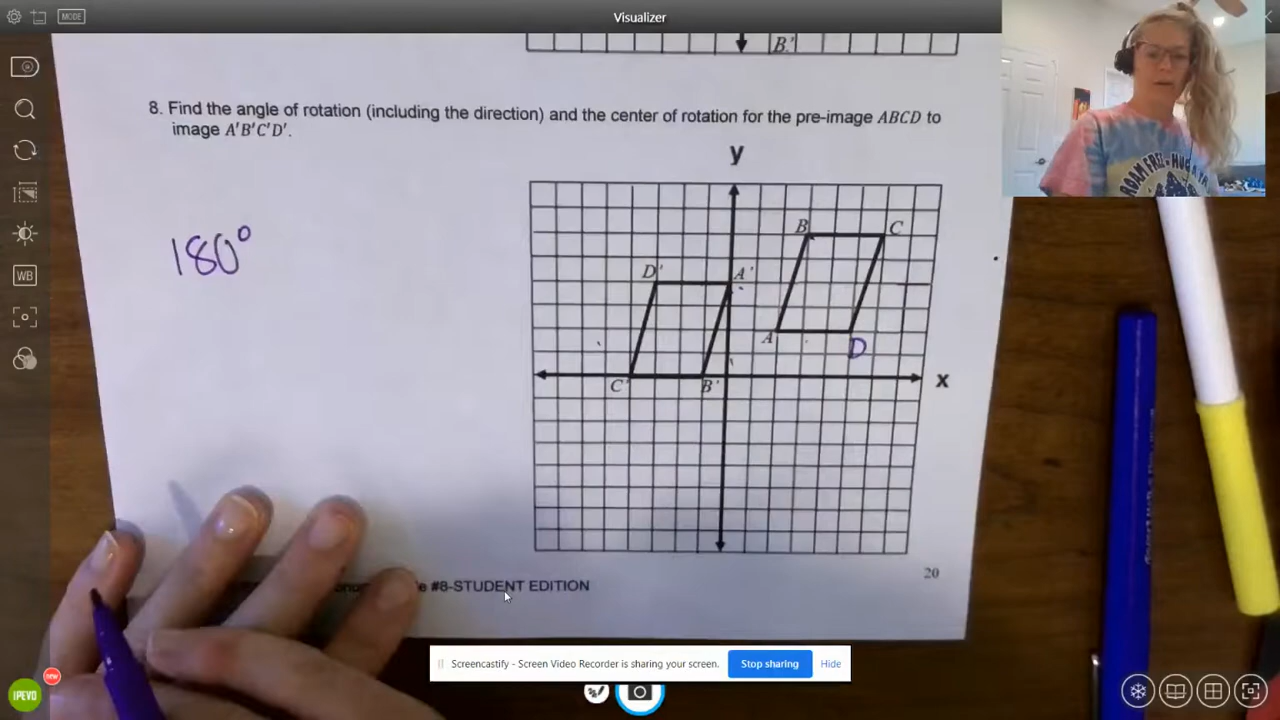 MODE
Visualizer
B'
8. Find the angle of rotation (including the direction) and the center of rotation for the pre-image ABCD to
image A'B'C'D'.
y
180°
B
C
D'
A'
A
D
C'
B'
x
WB
20
#8-STUDENT EDITION
Screencastify - Screen Video Recorder is sharing your screen.
Stop sharing
Hide
new
IPEVO